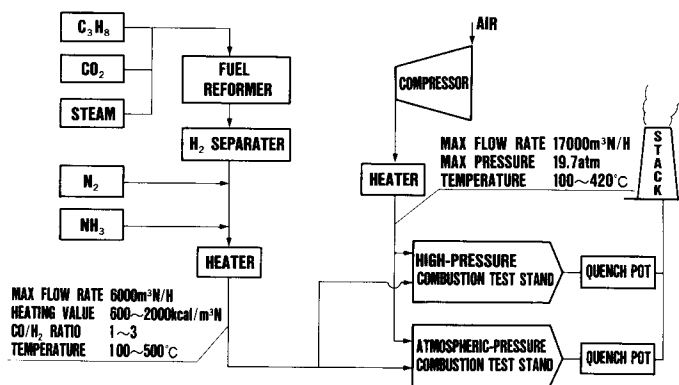 C₃H₈
CO₂
STEAM
FUEL
REFORMER
H₂ SEPARATER
N₂
NH₃
HEATER
MAX FLOW RATE 6000m³N/H
HEATING VALUE 600~2000kcal/m³N
CO/H₂ RATIO 1~3
TEMPERATURE 100~500℃
AIR
COMPRESSOR
MAX FLOW RATE 17000m³N/H
MAX PRESSURE 19.7atm
TEMPERATURE 100~420℃
HEATER
STACK
HIGH-PRESSURE
COMBUSTION TEST STAND
QUENCH POT
ATMOSPHERIC-PRESSURE
COMBUSTION TEST STAND
QUENCH POT